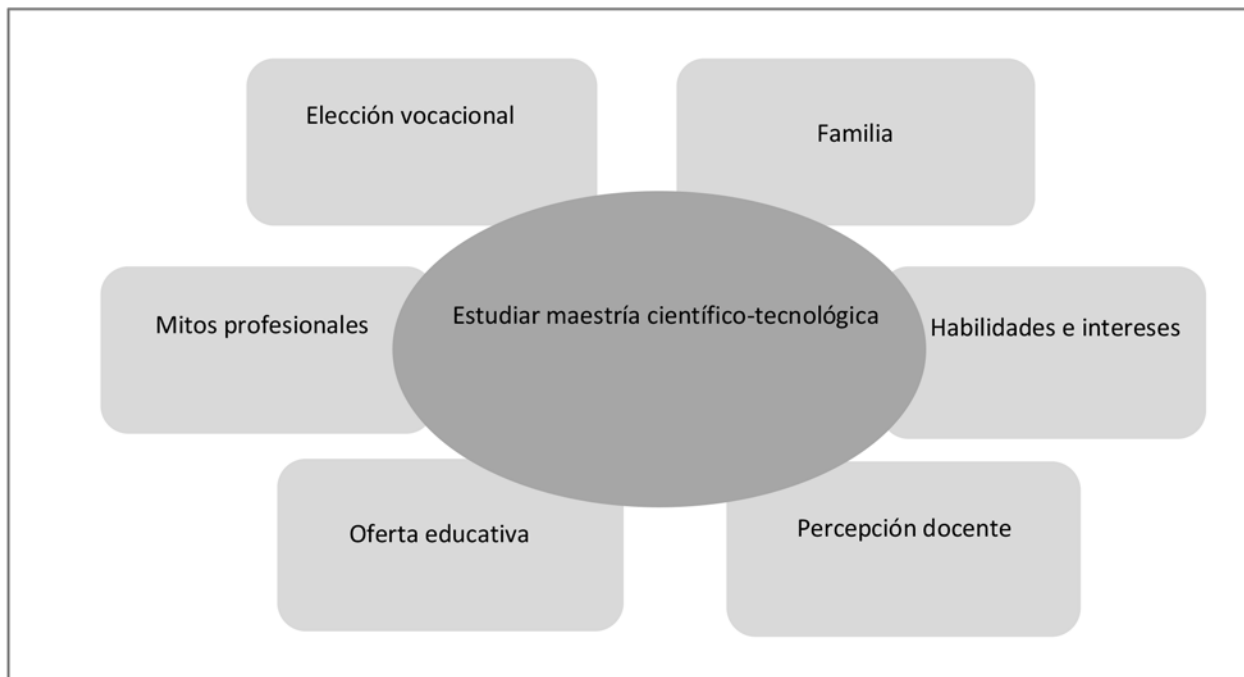 Elección vocacional
Familia
Mitos profesionales
Estudiar maestría científico-tecnológica
Habilidades e intereses
Oferta educativa
Percepción docente